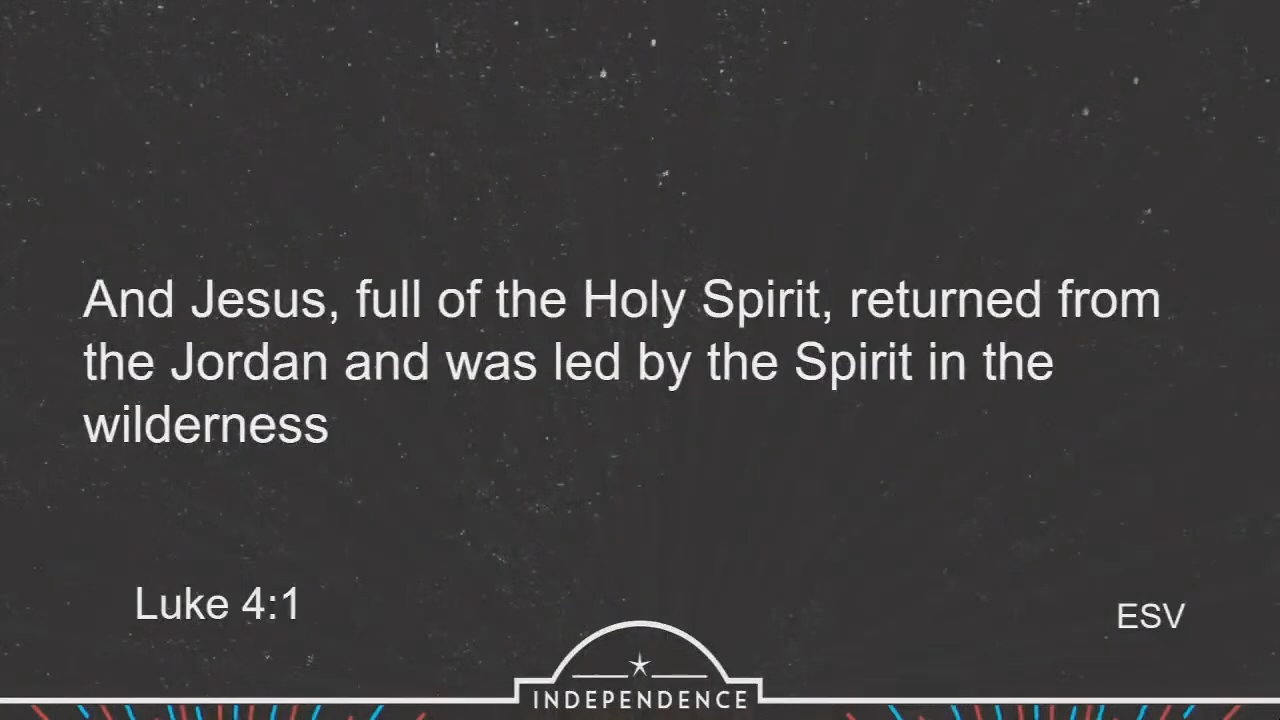 And Jesus, full of the Holy Spirit, returned from
the Jordan and was led by the Spirit in the
wilderness
Luke 4:1
ESV
INDEPENDENCE